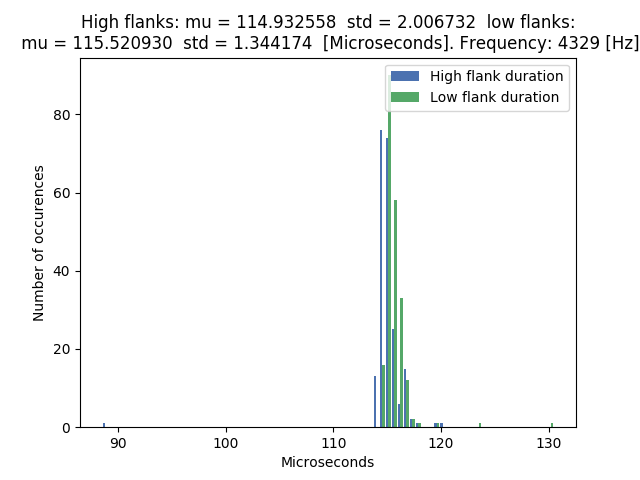 High flanks: mu = 114.932558 std = 2.006732 low flanks:
mu = 115.520930 std = 1.344174 [Microseconds]. Frequency: 4329 [Hz]
High flank duration
Low flank duration
80
60
40
20
0
Number of occurences
90 100 110 120 130
Microseconds